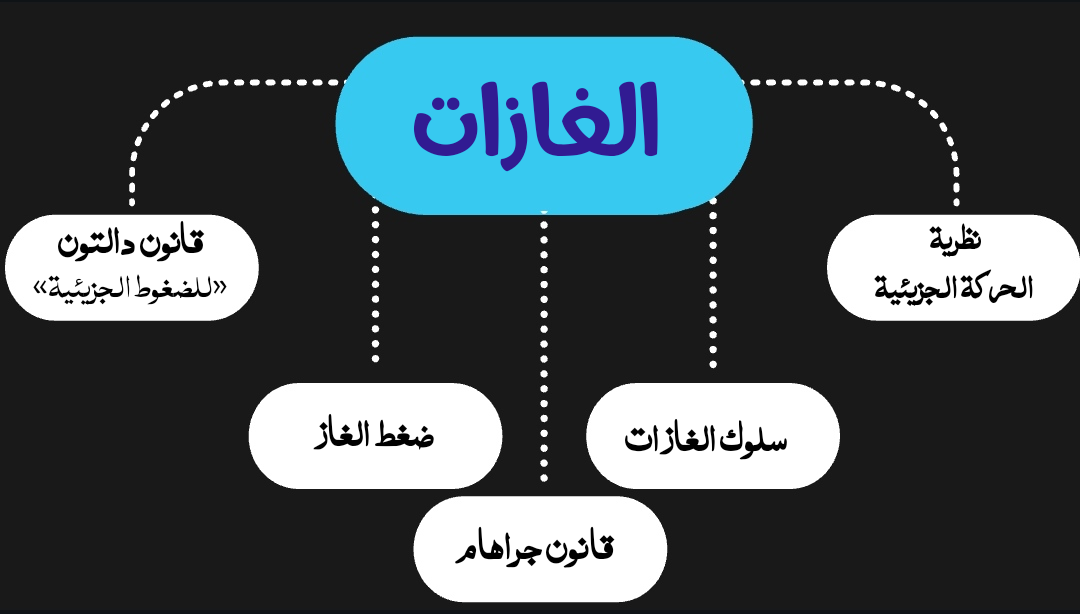 الغازات
نظرية
الحركة الجزيئية
سلوك الغازات
قانون جراهام
ضغط الغاز
قانون دالتون
«للضغوط الجزيئية»